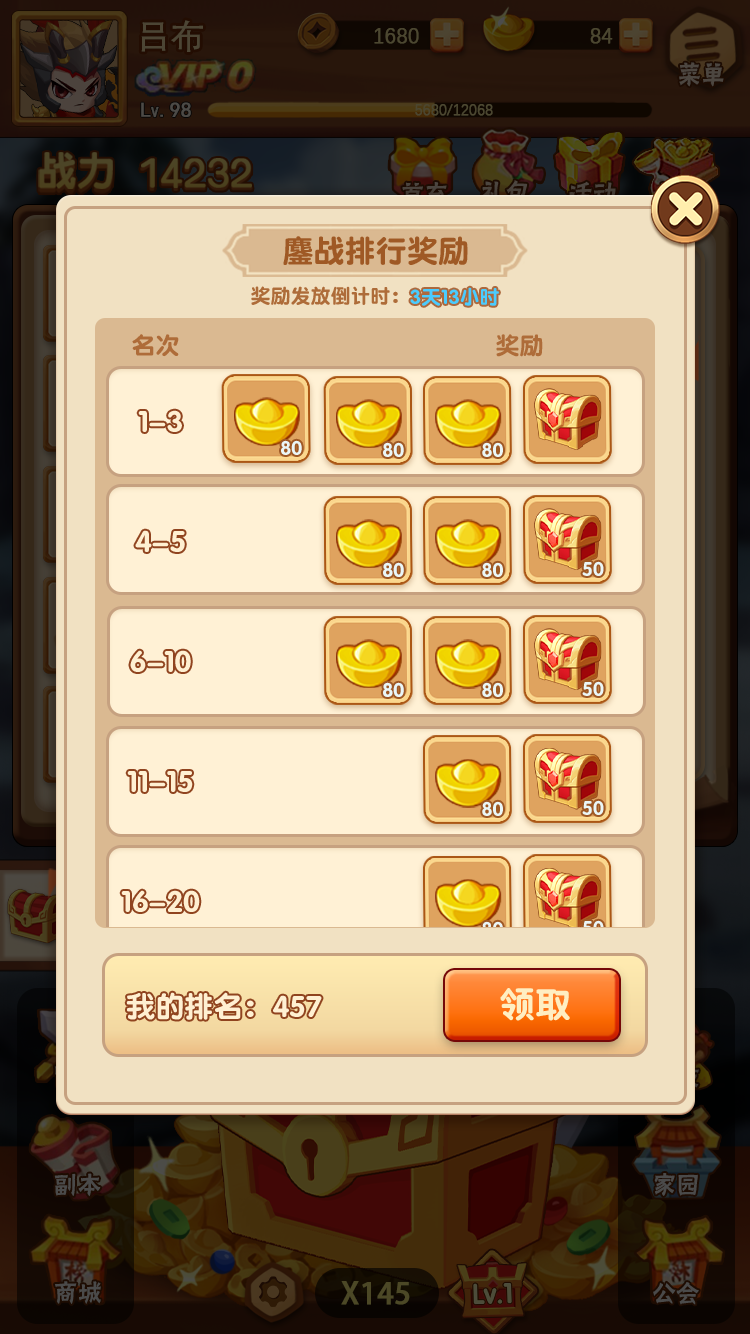 吕布
1680
84
菜单
VIP 0
Lv. 98
5680/12068
战力 14232
首充
礼包
活动
鏖战排行奖励
奖励发放倒计时：3天13小时
名次 奖励
1—3 80 80 80
4—5 80 80 50
6—10 80 80 50
11—15 80 50
16—20 80 50
我的排名：457 领取
副本
家园
商城
X145
Lv.1
公会